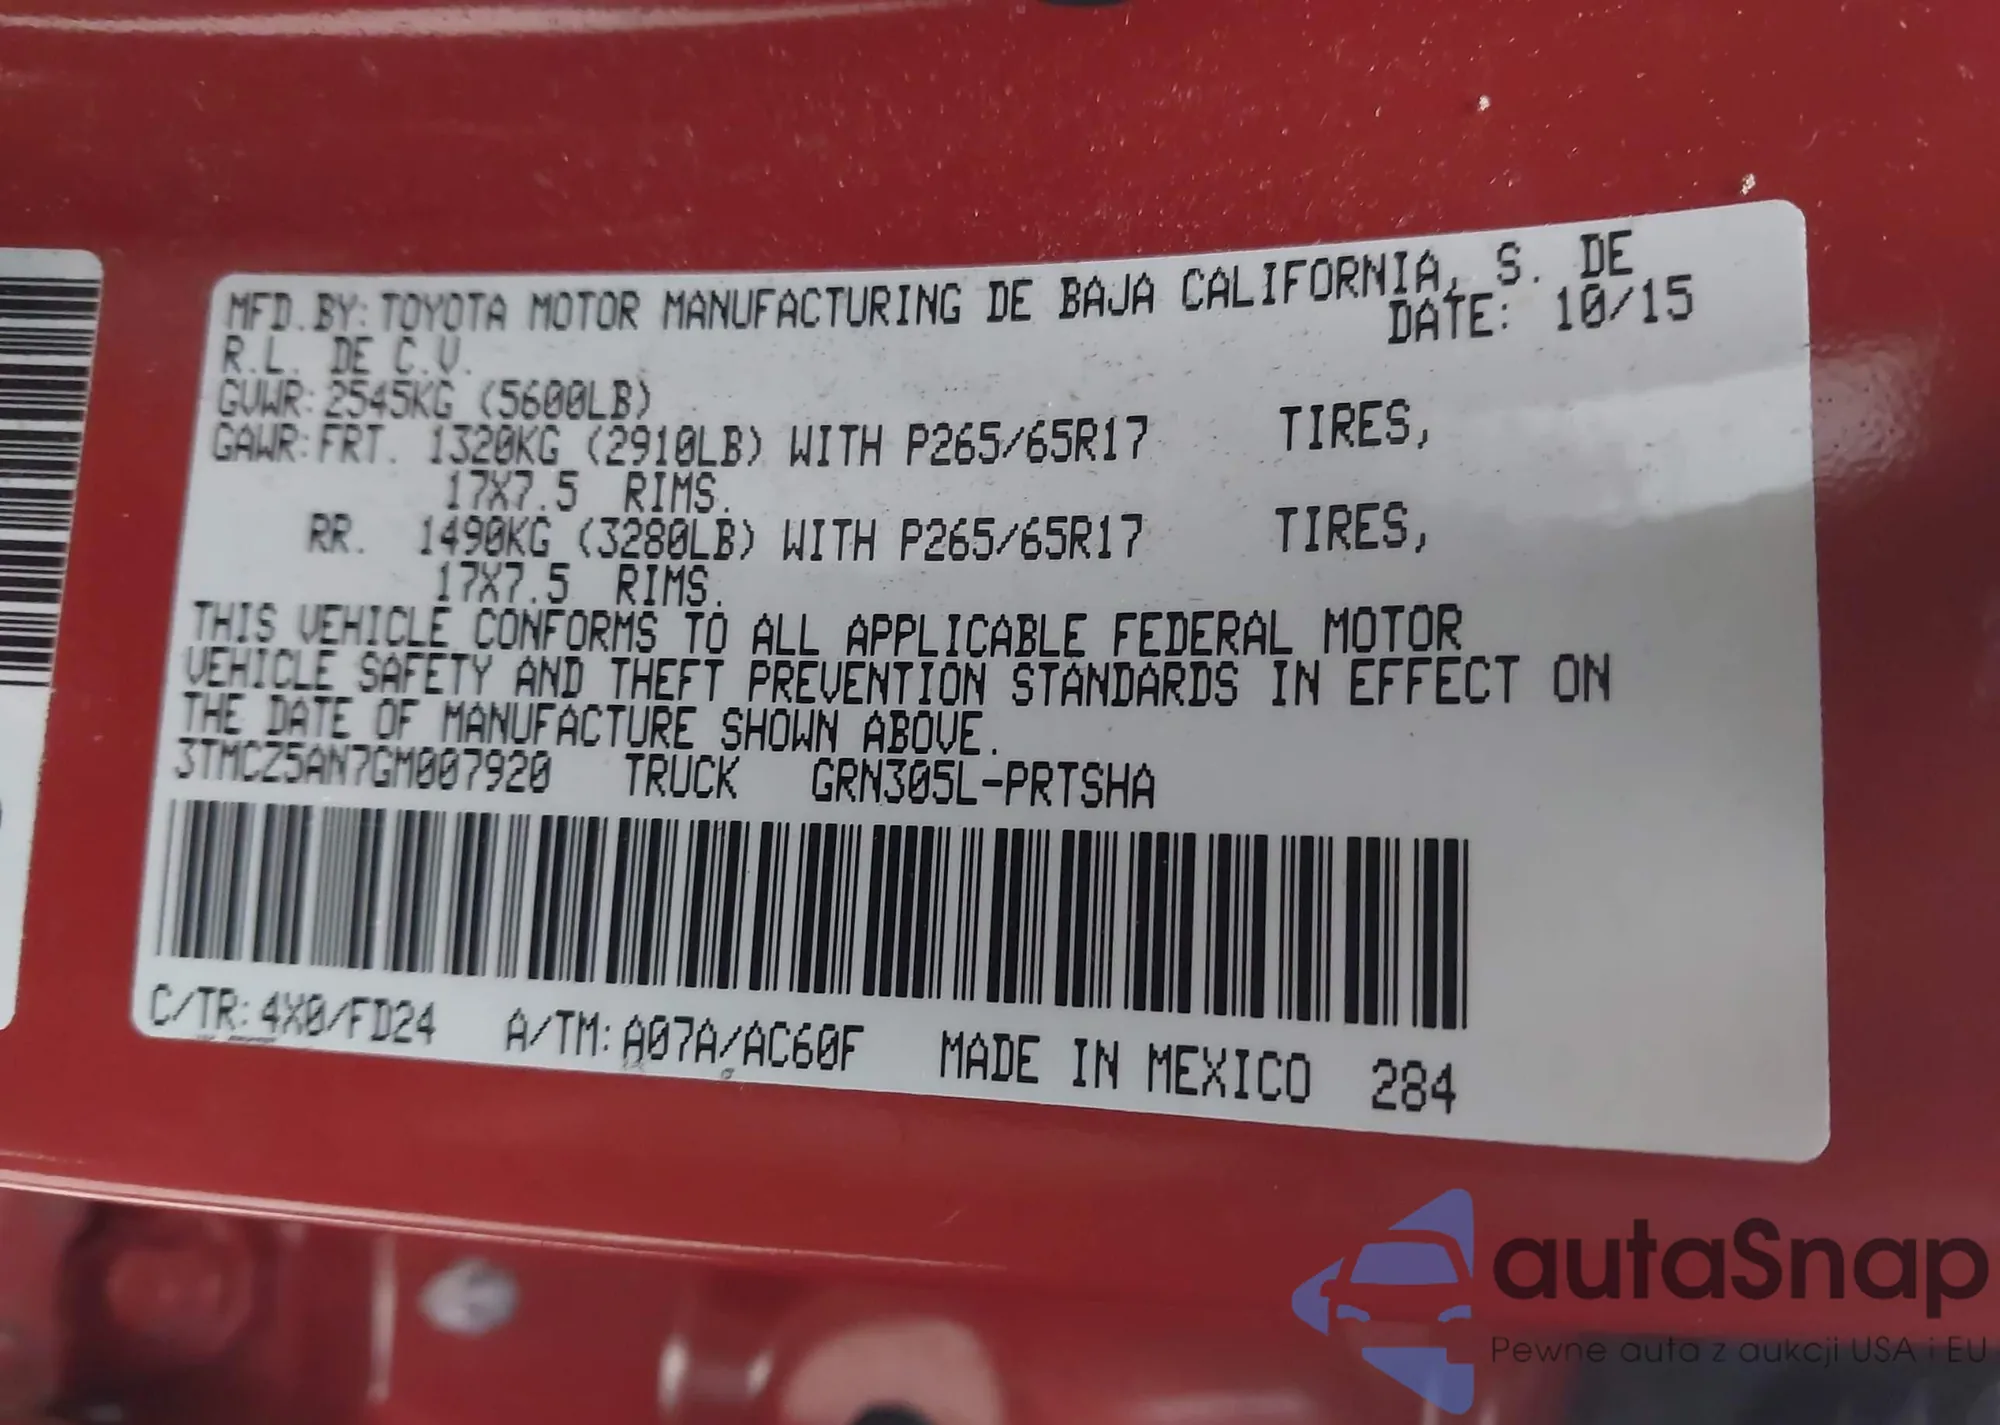 MFD.BY: TOYOTA MOTOR MANUFACTURING DE BAJA CALIFORNIA, S. DE
R.L. DE C.V. DATE: 10/15
GVWR: 2545KG (5600LB)
GAWR: FRT. 1320KG (2910LB) WITH P265/65R17 TIRES,
17X7.5 RIMS.
RR. 1490KG (3280LB) WITH P265/65R17 TIRES,
17X7.5 RIMS.
THIS VEHICLE CONFORMS TO ALL APPLICABLE FEDERAL MOTOR
VEHICLE SAFETY AND THEFT PREVENTION STANDARDS IN EFFECT ON
THE DATE OF MANUFACTURE SHOWN ABOVE.
3TMCZ5AN7GM007920 TRUCK GRN305L-PRTSHA
C/TR: 4X0/FD24 A/TM: A07A/AC60F MADE IN MEXICO 284
autaSnap
Pewne auta z aukcji USA i EU